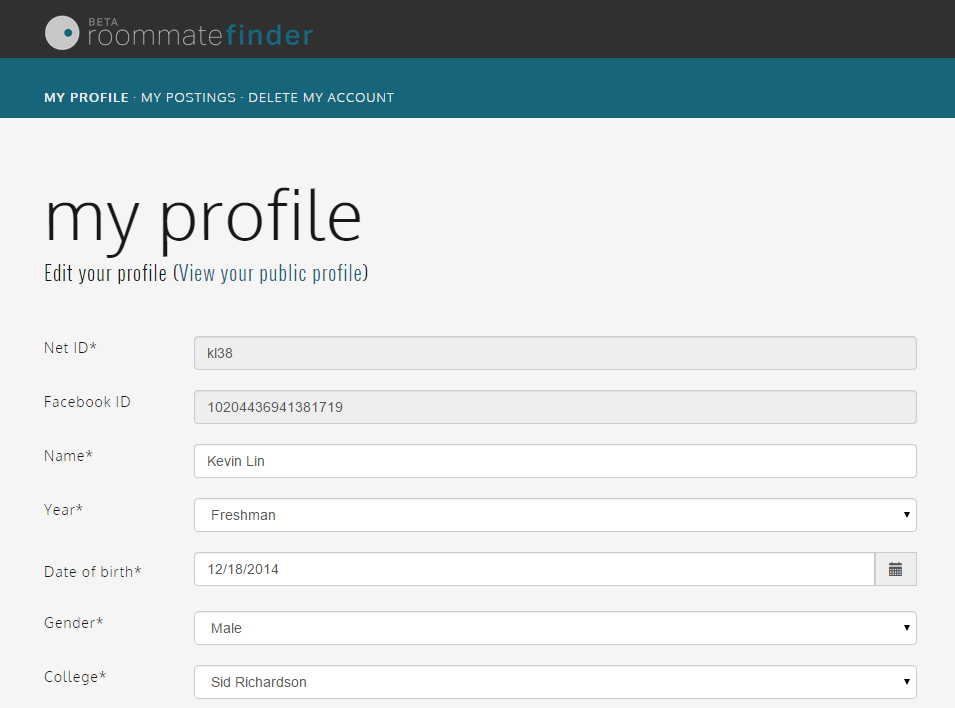 BETA
roommatefinder
MY PROFILE · MY POSTINGS · DELETE MY ACCOUNT
my profile
Edit your profile (View your public profile)
Net ID* kl38
Facebook ID 10204436941381719
Name* Kevin Lin
Year* Freshman
Date of birth* 12/18/2014
Gender* Male
College* Sid Richardson